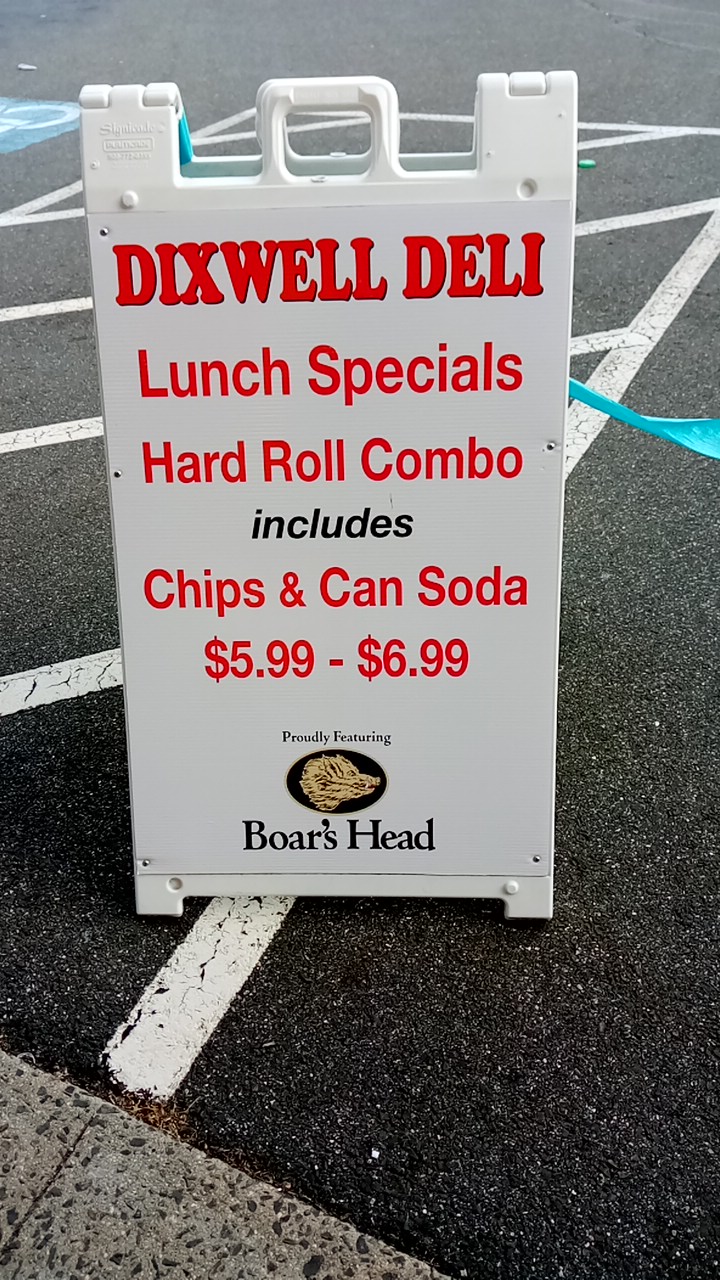 Signicade
DIXWELL DELI
Lunch Specials
Hard Roll Combo
includes
Chips & Can Soda
$5.99 - $6.99
Proudly Featuring
Boar's Head